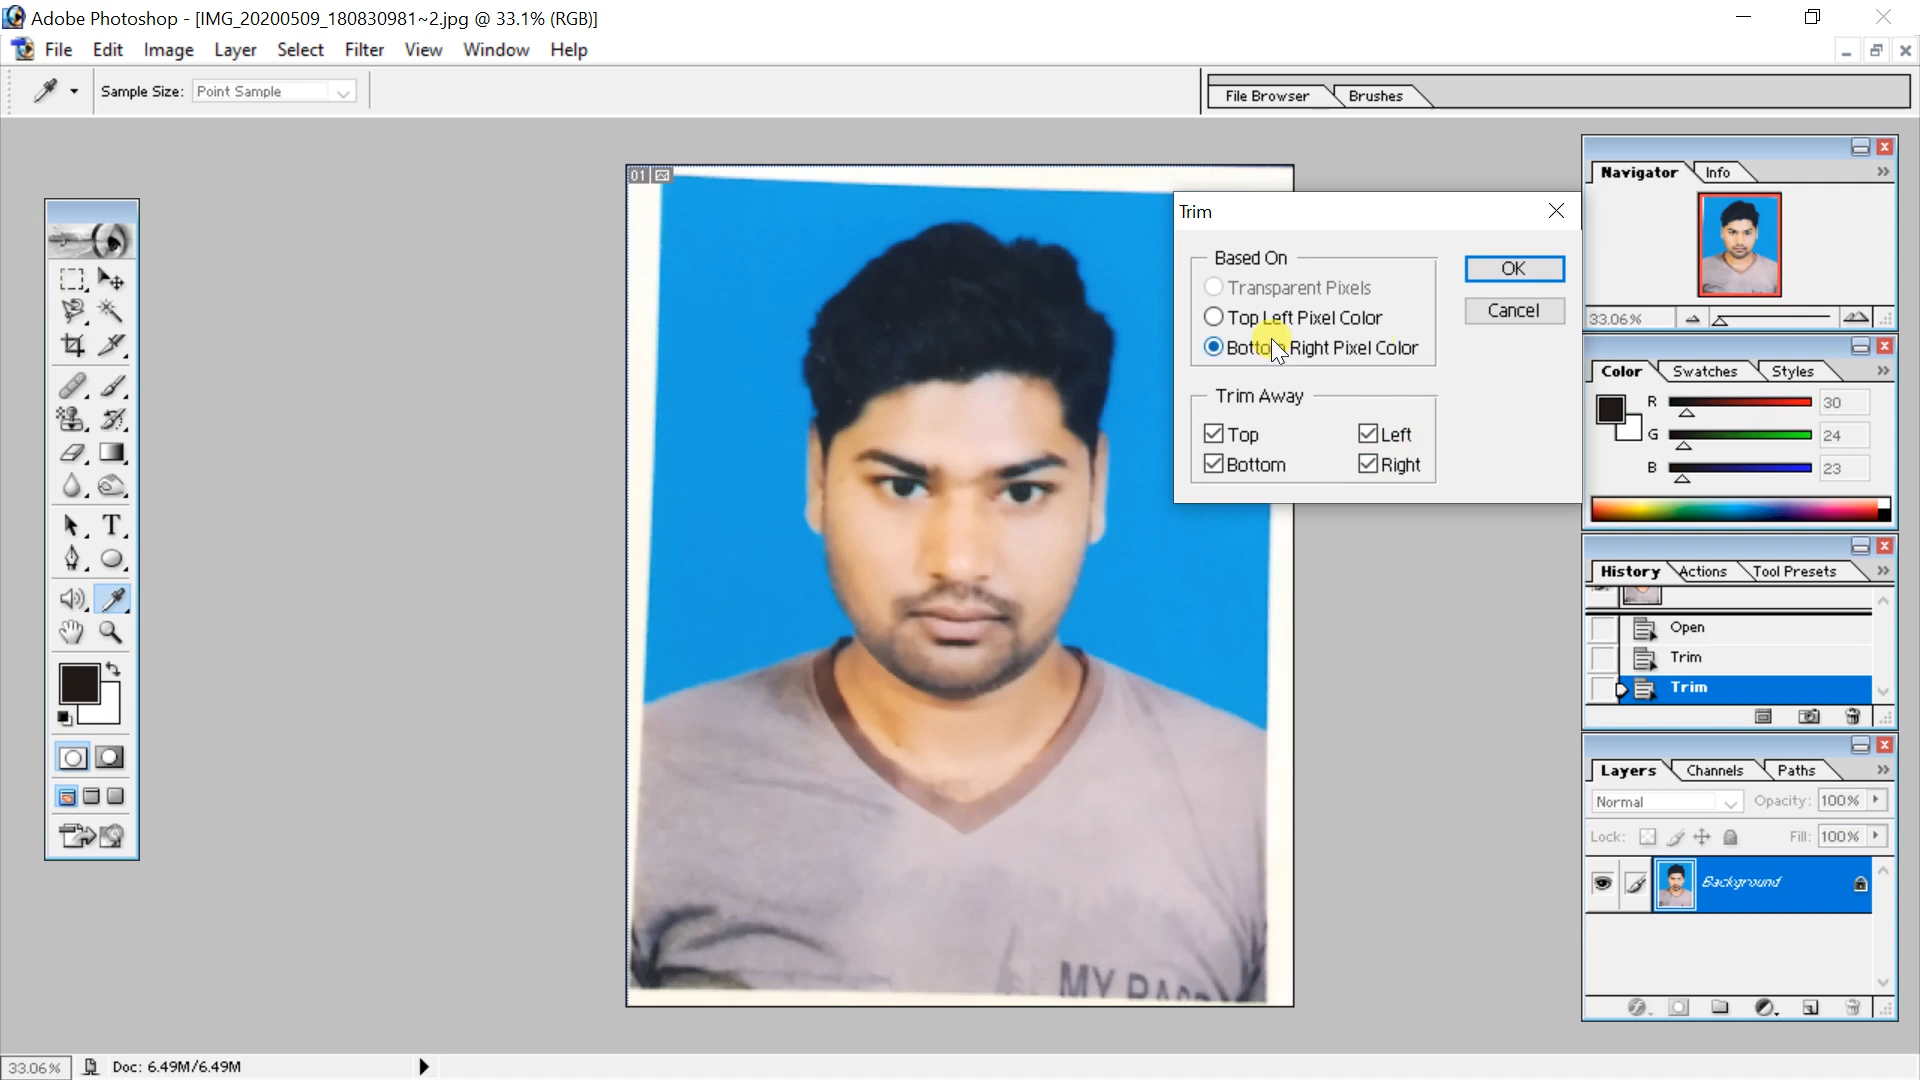 Adobe Photoshop - [IMG_20200509_180830981~2.jpg @ 33.1% (RGB)]
File Edit Image Layer Select Filter View Window Help
Sample Size: Point Sample
File Browser Brushes
01
Trim
Based On
Transparent Pixels
Top Left Pixel Color
Bottom Right Pixel Color
OK
Cancel
Trim Away
Top Left
Bottom Right
Navigator Info
33.06%
Color Swatches Styles
R 30
G 24
B 23
History Actions Tool Presets
Open
Trim
Trim
Layers Channels Paths
Normal Opacity: 100%
Lock: Fill: 100%
Background
T
MY
33.06% Doc: 6.49M/6.49M